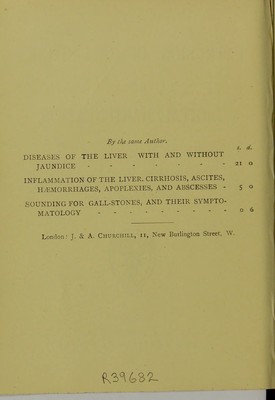 By the same Author.
s. d.
DISEASES OF THE LIVER WITH AND WITHOUT
JAUNDICE - - - - - - - 21 0
INFLAMMATION OF THE LIVER, CIRRHOSIS, ASCITES,
HÆMORRHAGES, APOPLEXIES, AND ABSCESSES - 5 0
SOUNDING FOR GALL-STONES, AND THEIR SYMPTO-
MATOLOGY - - - - - - - 0 6
London: J. & A. CHURCHILL, 11, New Burlington Street, W.
R39682